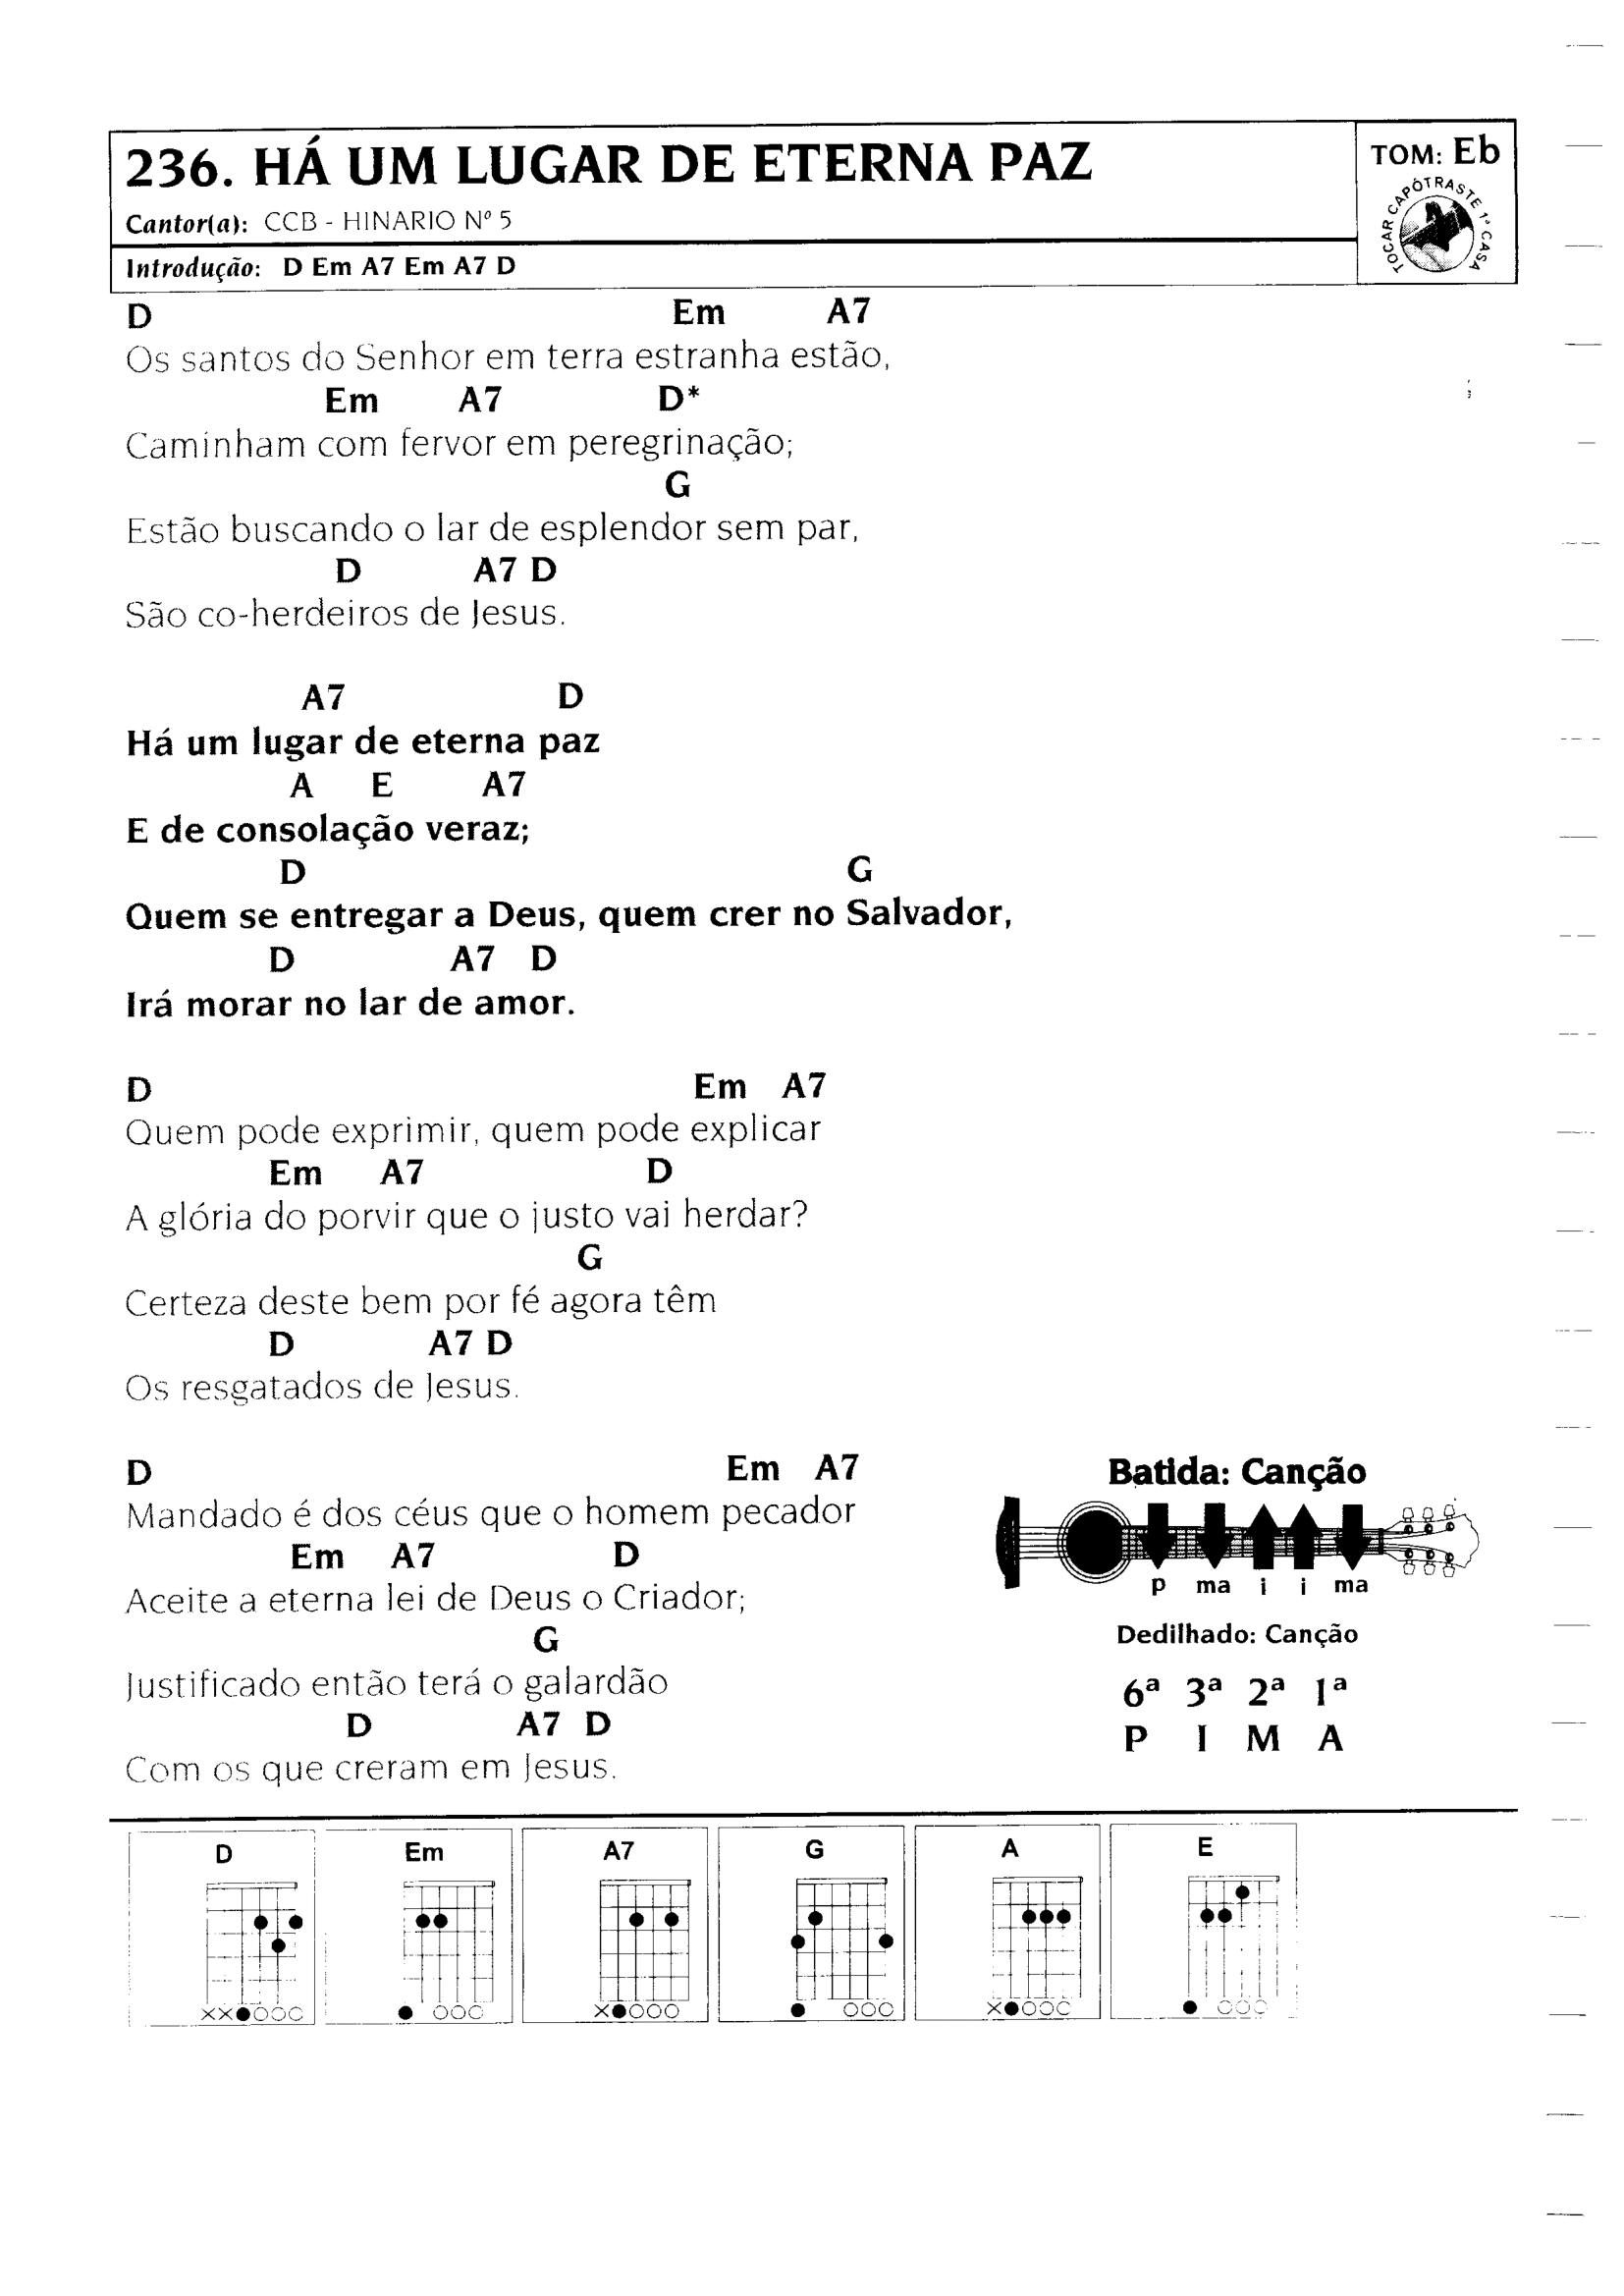 236. HÁ UM LUGAR DE ETERNA PAZ
Cantor(a): CCB - HINARIO Nº 5
TOM: Eb
TOCAR CAPÔTRASTE 1ª CASA
Introdução: D Em A7 Em A7 D
D Em A7
Os santos do Senhor em terra estranha estão,
Em A7 D*
Caminham com fervor em peregrinação;
G
Estão buscando o lar de esplendor sem par,
D A7 D
São co-herdeiros de Jesus.
A7 D
Há um lugar de eterna paz
A E A7
E de consolação veraz;
D G
Quem se entregar a Deus, quem crer no Salvador,
D A7 D
Irá morar no lar de amor.
D Em A7
Quem pode exprimir, quem pode explicar
Em A7 D
A glória do porvir que o justo vai herdar?
G
Certeza deste bem por fé agora têm
D A7 D
Os resgatados de Jesus.
D Em A7
Mandado é dos céus que o homem pecador
Em A7 D
Aceite a eterna lei de Deus o Criador;
G
Justificado então terá o galardão
D A7 D
Com os que creram em Jesus.
Batida: Canção
p ma i i ma
Dedilhado: Canção
6ª 3ª 2ª 1ª
P I M A
D Em A7 G A E